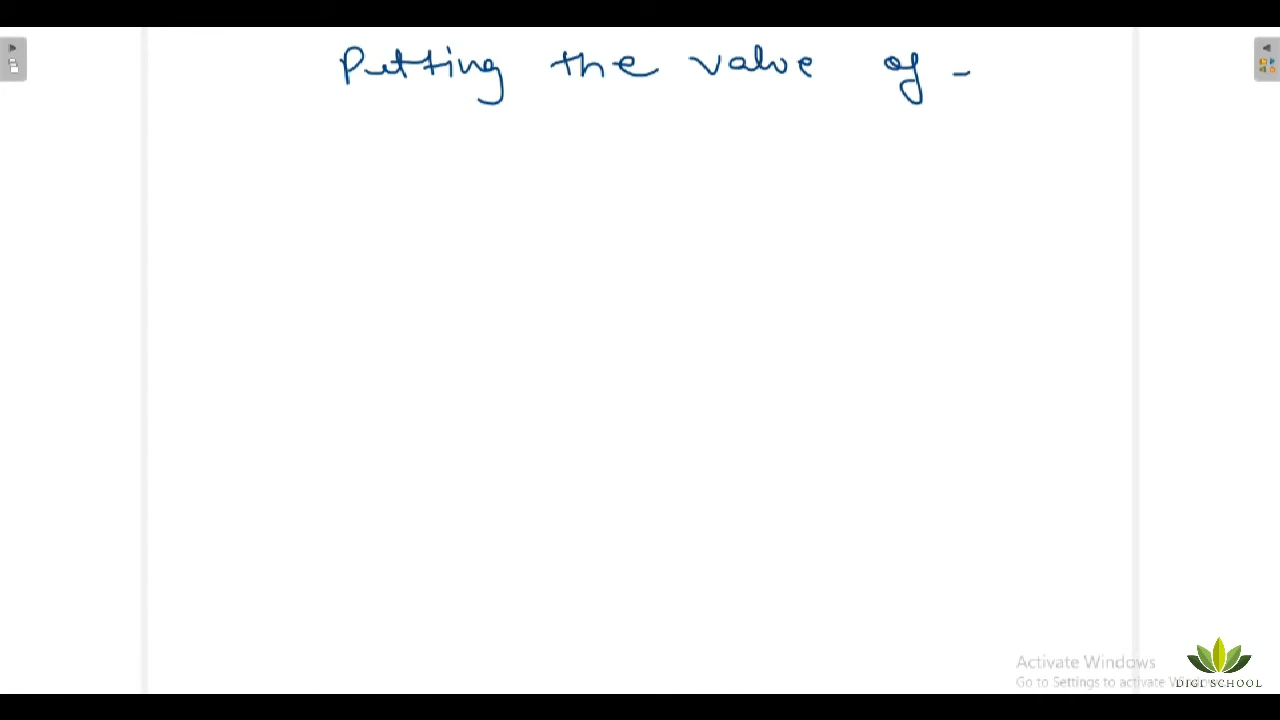 Putting the value of -
Activate Windows
Go to Settings to activate Windows.
DIGI SCHOOL